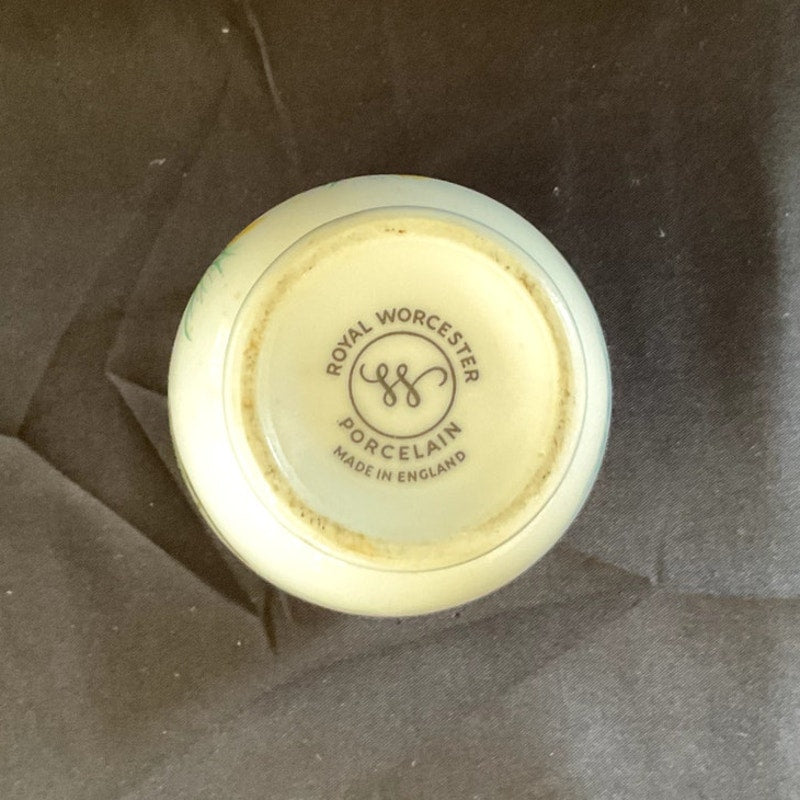 ROYAL WORCESTER
W
PORCELAIN
MADE IN ENGLAND